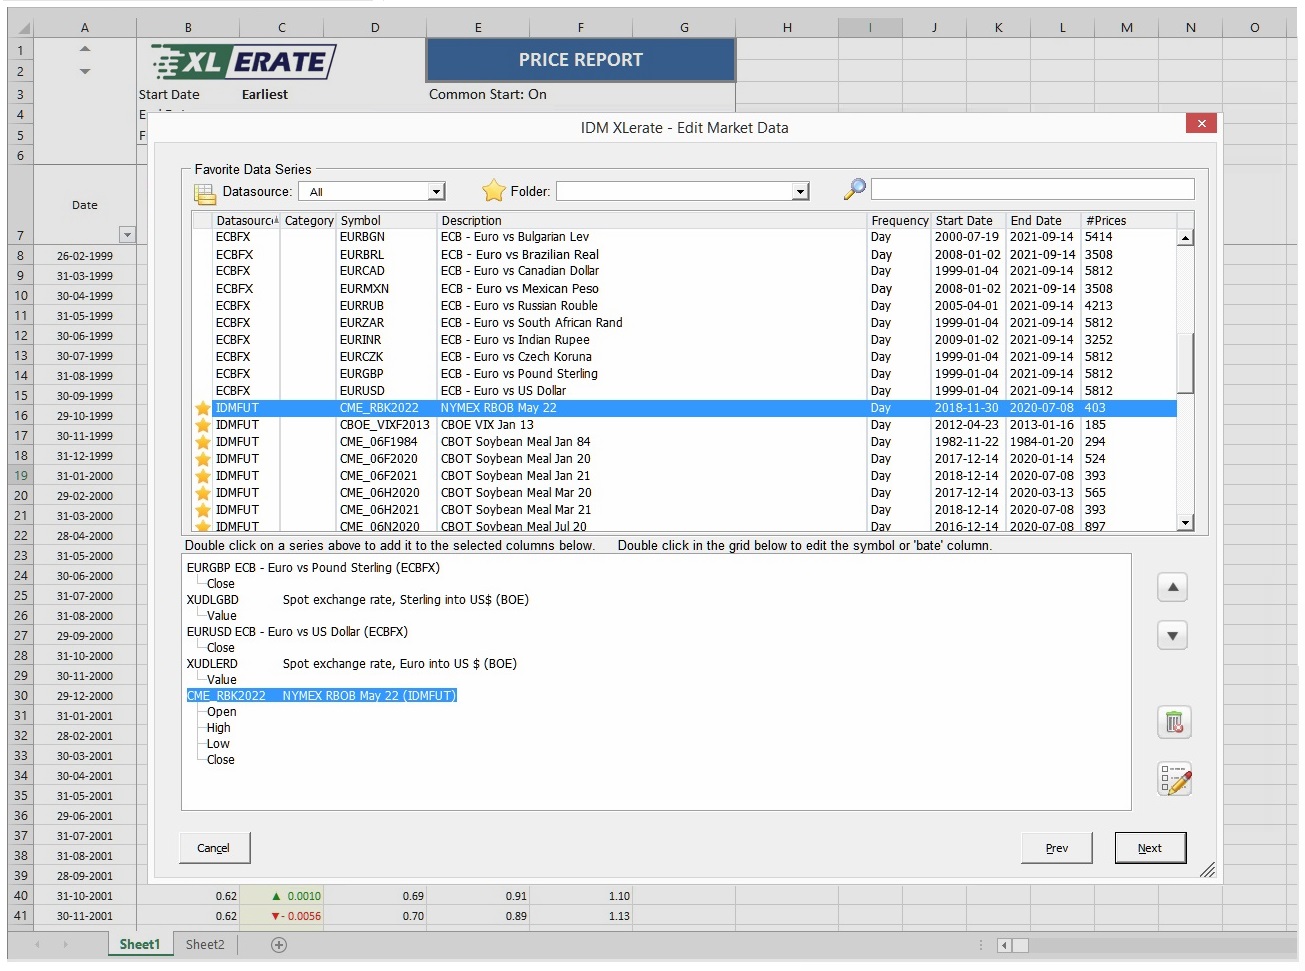 A B C D E F G H I J K L M N O
1
2
XLERATE
PRICE REPORT
3 Start Date Earliest Common Start: On
4
5 F
6
IDM XLerate - Edit Market Data
7 Date
Favorite Data Series
Datasource: All Folder:
Datasource Category Symbol Description Frequency Start Date End Date #Prices
ECBFX EURBGN ECB - Euro vs Bulgarian Lev Day 2000-07-19 2021-09-14 5414
ECBFX EURBRL ECB - Euro vs Brazilian Real Day 2008-01-02 2021-09-14 3508
ECBFX EURCAD ECB - Euro vs Canadian Dollar Day 1999-01-04 2021-09-14 5812
ECBFX EURMXN ECB - Euro vs Mexican Peso Day 2008-01-02 2021-09-14 3508
ECBFX EURRUB ECB - Euro vs Russian Rouble Day 2005-04-01 2021-09-14 4213
ECBFX EURZAR ECB - Euro vs South African Rand Day 1999-01-04 2021-09-14 5812
ECBFX EURINR ECB - Euro vs Indian Rupee Day 2009-01-02 2021-09-14 3252
ECBFX EURCZK ECB - Euro vs Czech Koruna Day 1999-01-04 2021-09-14 5812
ECBFX EURGBP ECB - Euro vs Pound Sterling Day 1999-01-04 2021-09-14 5812
ECBFX EURUSD ECB - Euro vs US Dollar Day 1999-01-04 2021-09-14 5812
IDMFUT CME_RBK2022 NYMEX RBOB May 22 Day 2018-11-30 2020-07-08 403
IDMFUT CBOE_VIXF2013 CBOE VIX Jan 13 Day 2012-04-23 2013-01-16 185
IDMFUT CME_06F1984 CBOT Soybean Meal Jan 84 Day 1982-11-22 1984-01-20 294
IDMFUT CME_06F2020 CBOT Soybean Meal Jan 20 Day 2017-12-14 2020-01-14 524
IDMFUT CME_06F2021 CBOT Soybean Meal Jan 21 Day 2018-12-14 2020-07-08 393
IDMFUT CME_06H2020 CBOT Soybean Meal Mar 20 Day 2017-12-14 2020-03-13 565
IDMFUT CME_06H2021 CBOT Soybean Meal Mar 21 Day 2018-12-14 2020-07-08 393
IDMFUT CME_06N2020 CBOT Soybean Meal Jul 20 Day 2016-12-14 2020-07-08 897
Double click on a series above to add it to the selected columns below. Double click in the grid below to edit the symbol or 'bate' column.
EURGBP ECB - Euro vs Pound Sterling (ECBFX)
Close
XUDLGBD Spot exchange rate, Sterling into US$ (BOE)
Value
EURUSD ECB - Euro vs US Dollar (ECBFX)
Close
XUDLERD Spot exchange rate, Euro into US $ (BOE)
Value
CME_RBK2022 NYMEX RBOB May 22 (IDMFUT)
Open
High
Low
Close
Cancel Prev Next
8 26-02-1999
9 31-03-1999
10 30-04-1999
11 31-05-1999
12 30-06-1999
13 30-07-1999
14 31-08-1999
15 30-09-1999
16 29-10-1999
17 30-11-1999
18 31-12-1999
19 31-01-2000
20 29-02-2000
21 31-03-2000
22 28-04-2000
23 31-05-2000
24 30-06-2000
25 31-07-2000
26 31-08-2000
27 29-09-2000
28 31-10-2000
29 30-11-2000
30 29-12-2000
31 31-01-2001
32 28-02-2001
33 30-03-2001
34 30-04-2001
35 31-05-2001
36 29-06-2001
37 31-07-2001
38 31-08-2001
39 28-09-2001
40 31-10-2001 0.62 ▲ 0.0010 0.69 0.91 1.10
41 30-11-2001 0.62 ▼- 0.0056 0.70 0.89 1.13
Sheet1 Sheet2